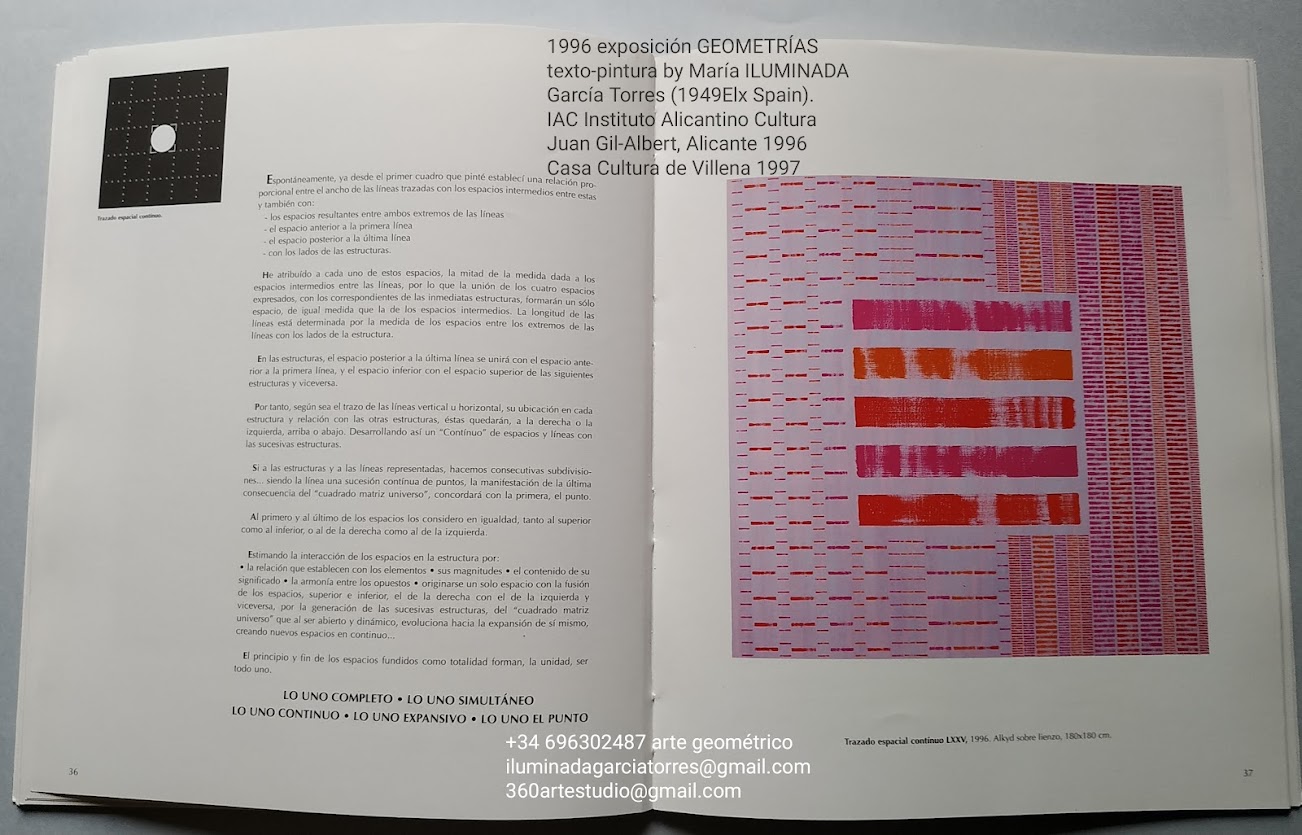 1996 exposición GEOMETRÍAS
texto-pintura by María ILUMINADA
García Torres (1949Elx Spain).
IAC Instituto Alicantino Cultura
Juan Gil-Albert, Alicante 1996
Casa Cultura de Villena 1997
Trazado espacial contínuo.
Espontáneamente, ya desde el primer cuadro que pinté establecí una relación pro-
porcional entre el ancho de las líneas trazadas con los espacios intermedios entre estas
y también con:
- los espacios resultantes entre ambos extremos de las líneas
- el espacio anterior a la primera línea
- el espacio posterior a la última línea
- con los lados de las estructuras.
He atribuído a cada uno de estos espacios, la mitad de la medida dada a los
espacios intermedios entre las líneas, por lo que la unión de los cuatro espacios
expresados, con los correspondientes de las inmediatas estructuras, formarán un sólo
espacio, de igual medida que la de los espacios intermedios. La longitud de las
líneas está determinada por la medida de los espacios entre los extremos de las
líneas con los lados de la estructura.
En las estructuras, el espacio posterior a la última línea se unirá con el espacio ante-
rior a la primera línea, y el espacio inferior con el espacio superior de las siguientes
estructuras y viceversa.
Por tanto, según sea el trazo de las líneas vertical u horizontal, su ubicación en cada
estructura y relación con las otras estructuras, éstas quedarán, a la derecha o la
izquierda, arriba o abajo. Desarrollando así un "Contínuo" de espacios y líneas con
las sucesivas estructuras.
Si a las estructuras y a las líneas representadas, hacemos consecutivas subdivisio-
nes... siendo la línea una sucesión contínua de puntos, la manifestación de la última
consecuencia del "cuadrado matriz universo", concordará con la primera, el punto.
Al primero y al último de los espacios los considero en igualdad, tanto al superior
como al inferior, o al de la derecha como al de la izquierda.
Estimando la interacción de los espacios en la estructura por:
• la relación que establecen con los elementos • sus magnitudes • el contenido de su
significado • la armonía entre los opuestos • originarse un solo espacio con la fusión
de los espacios, superior e inferior, el de la derecha con el de la izquierda y
viceversa, por la generación de las sucesivas estructuras, del "cuadrado matriz
universo" que al ser abierto y dinámico, evoluciona hacia la expansión de sí mismo,
creando nuevos espacios en contínuo...
El principio y fin de los espacios fundidos como totalidad forman, la unidad, ser
todo uno.
LO UNO COMPLETO • LO UNO SIMULTÁNEO
LO UNO CONTINUO • LO UNO EXPANSIVO • LO UNO EL PUNTO
36
Trazado espacial contínuo LXXV, 1996. Alkyd sobre lienzo, 180x180 cm.
37
+34 696302487 arte geométrico
iluminadagarciatorres@gmail.com
360artestudio@gmail.com